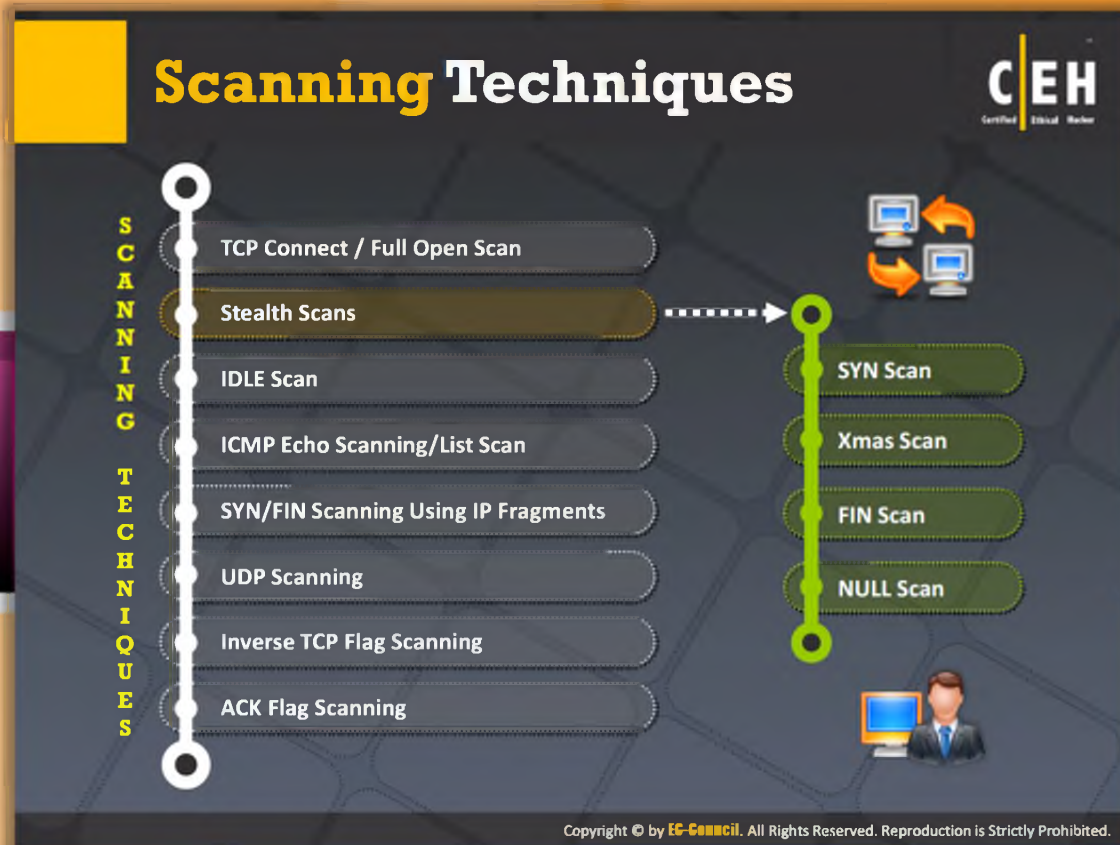 Scanning Techniques
C|EH
Certified Ethical Hacker
SCANNING TECHNIQUES
TCP Connect / Full Open Scan
Stealth Scans
IDLE Scan
ICMP Echo Scanning/List Scan
SYN/FIN Scanning Using IP Fragments
UDP Scanning
Inverse TCP Flag Scanning
ACK Flag Scanning
SYN Scan
Xmas Scan
FIN Scan
NULL Scan
Copyright © by EC-Council. All Rights Reserved. Reproduction is Strictly Prohibited.